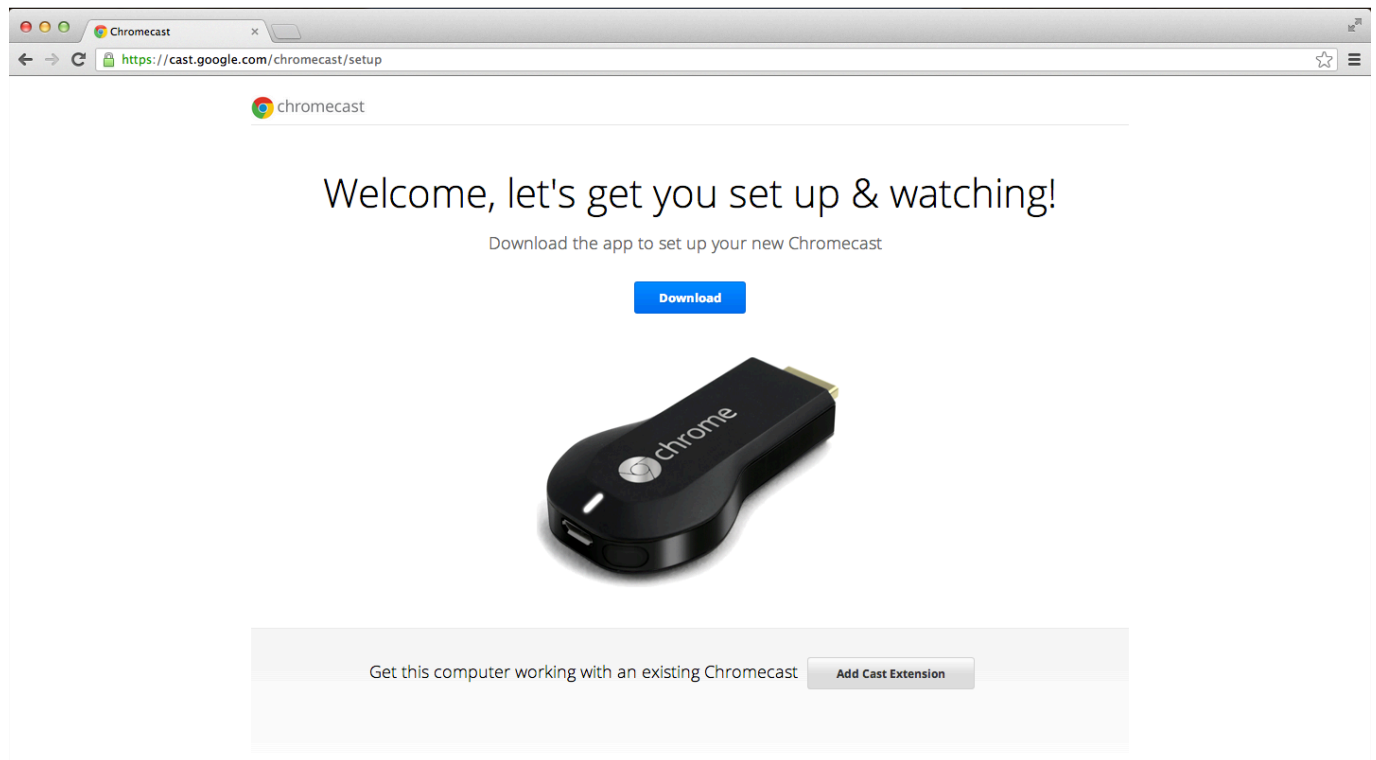 Chromecast
https://cast.google.com/chromecast/setup
chromecast
Welcome, let's get you set up & watching!
Download the app to set up your new Chromecast
Download
chrome
Get this computer working with an existing Chromecast
Add Cast Extension